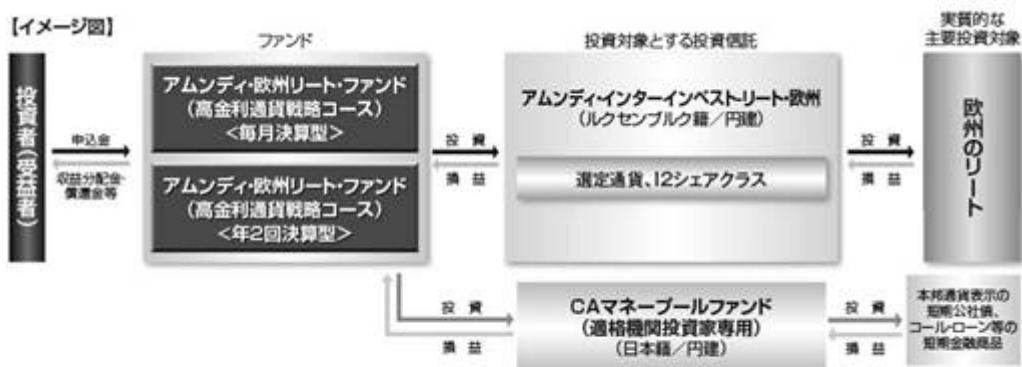 【イメージ図】
ファンド
投資対象とする投資信託
実質的な
主要投資対象
投資者(受益者)
申込金
収益分配金・
償還金等
アムンディ・欧州リート・ファンド
(高金利通貨戦略コース)
<毎月決算型>
アムンディ・欧州リート・ファンド
(高金利通貨戦略コース)
<年2回決算型>
投資
損益
アムンディ・インターインベスト-リート・欧州
(ルクセンブルク籍/円建)
選定通貨、I2シェアクラス
投資
損益
欧州のリート
投資
損益
CAマネープールファンド
(適格機関投資家専用)
(日本籍/円建)
投資
損益
本邦通貨表示の
短期公社債、
コール・ローン等の
短期金融商品